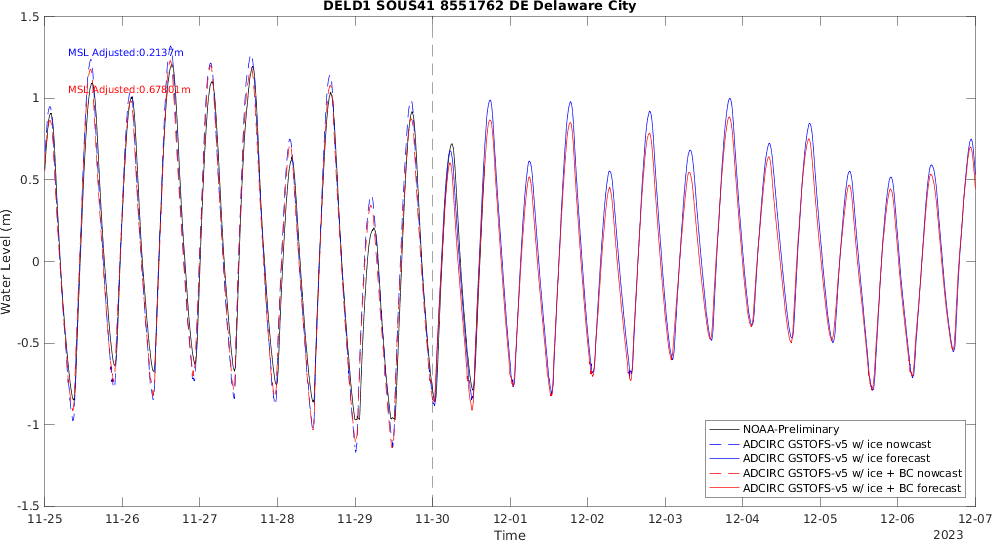 DELD1 SOUS41 8551762 DE Delaware City
MSL Adjusted:0.2137m
MSL Adjusted:0.67801m
Water Level (m)
1.5
1
0.5
0
-0.5
-1
-1.5
NOAA-Preliminary
ADCIRC GSTOFS-v5 w/ ice nowcast
ADCIRC GSTOFS-v5 w/ ice forecast
ADCIRC GSTOFS-v5 w/ ice + BC nowcast
ADCIRC GSTOFS-v5 w/ ice + BC forecast
11-25 11-26 11-27 11-28 11-29 11-30 12-01 12-02 12-03 12-04 12-05 12-06 12-07
Time
2023